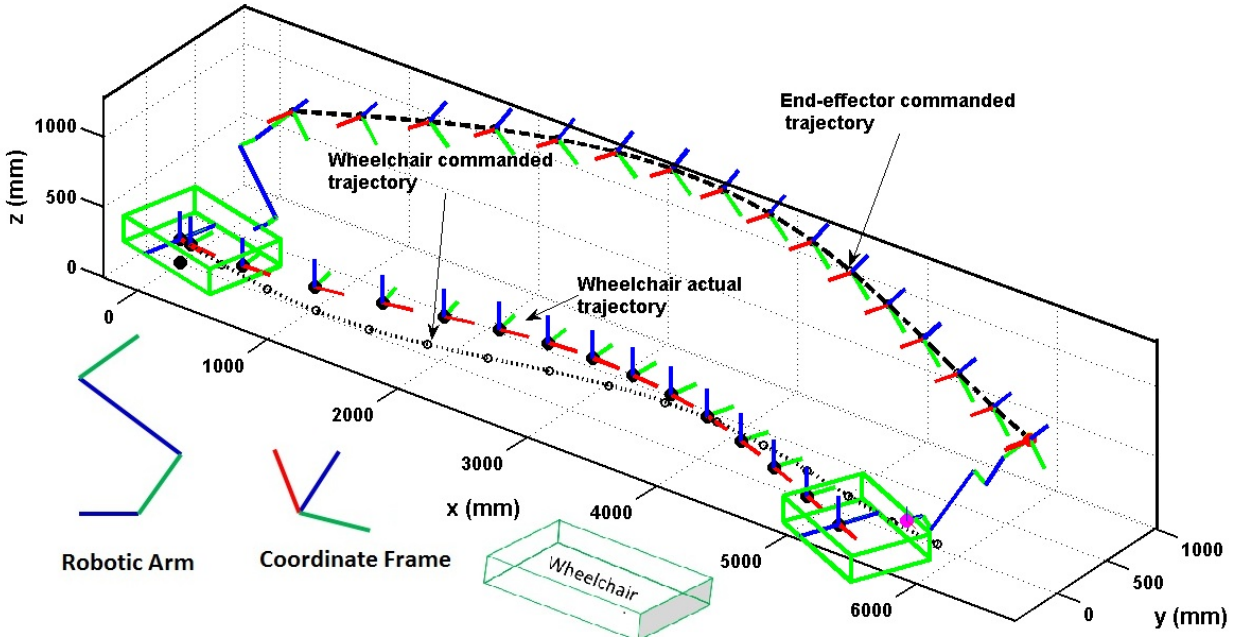 End-effector commanded
trajectory
1000
Wheelchair commanded
trajectory
z (mm)
500
Wheelchair actual
trajectory
0
0
1000
2000
3000
x (mm)
4000
1000
5000
500
Robotic Arm
Coordinate Frame
Wheelchair
6000
0
y (mm)